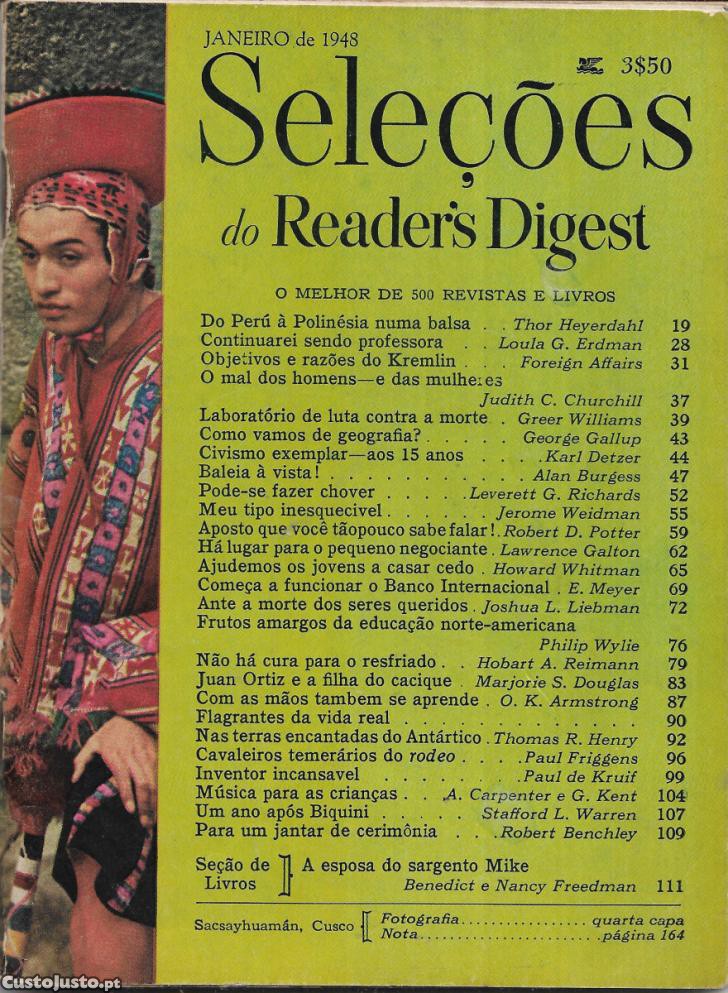 JANEIRO de 1948
3$50
Seleções
do Reader's Digest
O MELHOR DE 500 REVISTAS E LIVROS
Do Perú à Polinésia numa balsa . . Thor Heyerdahl 19
Continuarei sendo professora . . Loula G. Erdman 28
Objetivos e razões do Kremlin . . . Foreign Affairs 31
O mal dos homens—e das mulheres
Judith C. Churchill 37
Laboratório de luta contra a morte . Greer Williams 39
Como vamos de geografia? . . . . . George Gallup 43
Civismo exemplar—aos 15 anos . . . . Karl Detzer 44
Baleia à vista! . . . . . . . . . . . Alan Burgess 47
Pode-se fazer chover . . . . . Leverett G. Richards 52
Meu tipo inesquecivel . . . . . . Jerome Weidman 55
Aposto que você tãopouco sabe falar! . Robert D. Potter 59
Há lugar para o pequeno negociante . Lawrence Galton 62
Ajudemos os jovens a casar cedo . Howard Whitman 65
Começa a funcionar o Banco Internacional . E. Meyer 69
Ante a morte dos seres queridos . Joshua L. Liebman 72
Frutos amargos da educação norte-americana
Philip Wylie 76
Não há cura para o resfriado . . Hobart A. Reimann 79
Juan Ortiz e a filha do cacique . Marjorie S. Douglas 83
Com as mãos tambem se aprende . O. K. Armstrong 87
Flagrantes da vida real . . . . . . . . . . . . . . 90
Nas terras encantadas do Antártico . Thomas R. Henry 92
Cavaleiros temerários do rodeo . . . . Paul Friggens 96
Inventor incansavel . . . . . . . . Paul de Kruif 99
Música para as crianças . . A. Carpenter e G. Kent 104
Um ano após Biquini . . . . . Stafford L. Warren 107
Para um jantar de cerimônia . . . Robert Benchley 109
Seção de Livros
A esposa do sargento Mike
Benedict e Nancy Freedman 111
Sacsayhuamán, Cusco
Fotografia................. quarta capa
Nota........................página 164
CustoJusto.pt